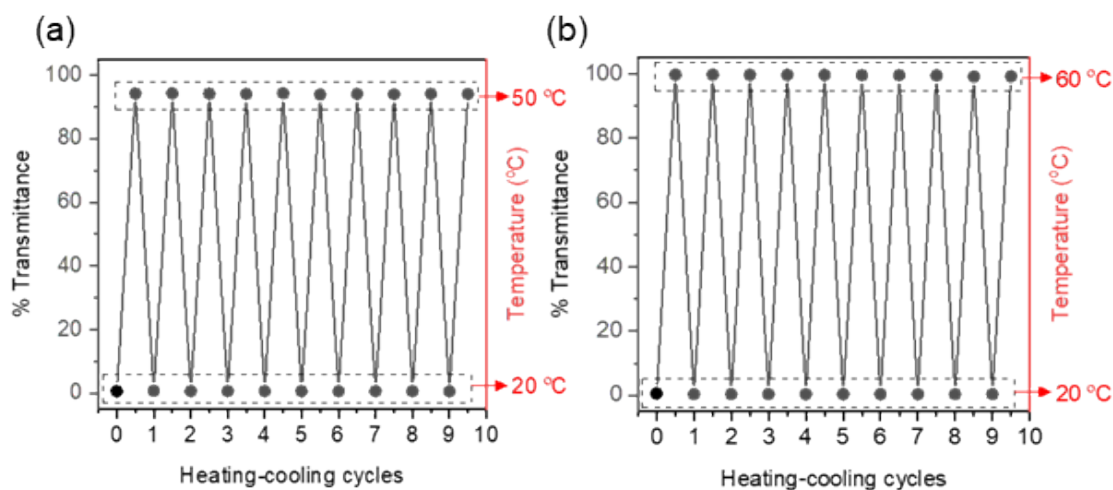 (a)
100
80
60
40
20
0
% Transmittance
0 1 2 3 4 5 6 7 8 9 10
Heating-cooling cycles
50 °C
20 °C
Temperature (°C)
(b)
100
80
60
40
20
0
% Transmittance
0 1 2 3 4 5 6 7 8 9 10
Heating-cooling cycles
60 °C
20 °C
Temperature (°C)